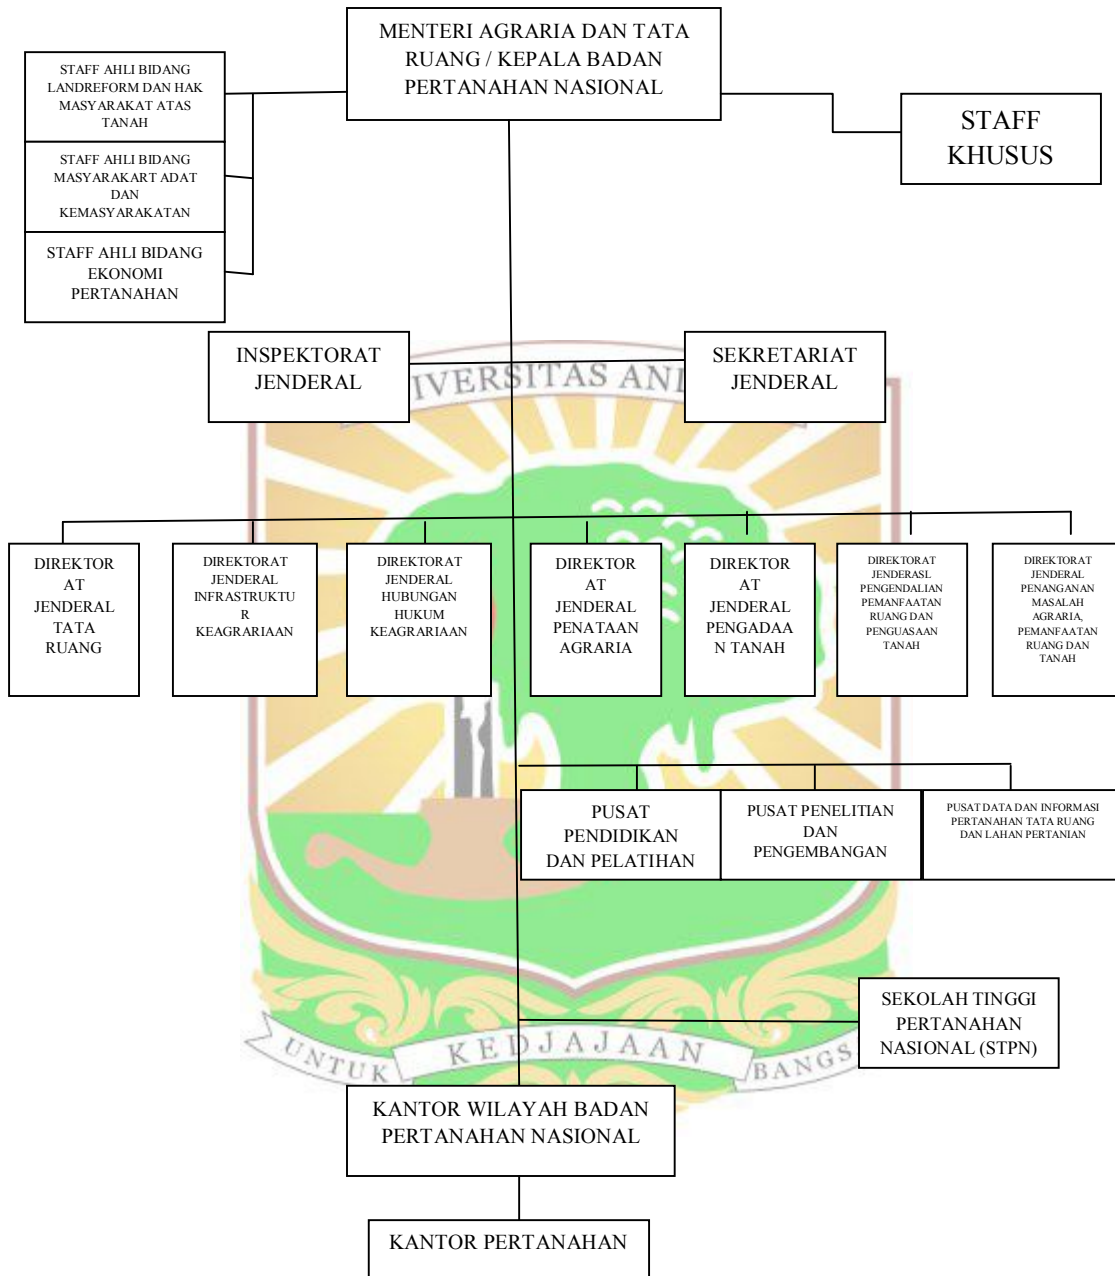 MENTERI AGRARIA DAN TATA
RUANG / KEPALA BADAN
PERTANAHAN NASIONAL
STAFF AHLI BIDANG
LANDREFORM DAN HAK
MASYARAKAT ATAS
TANAH
STAFF
KHUSUS
STAFF AHLI BIDANG
MASYARAKART ADAT
DAN
KEMASYARAKATAN
STAFF AHLI BIDANG
EKONOMI
PERTANAHAN
INSPEKTORAT
JENDERAL
SEKRETARIAT
JENDERAL
IVERSITAS AND
DIREKTOR
AT
JENDERAL
TATA
RUANG
DIREKTORAT
JENDERAL
INFRASTRUKTU
R
KEAGRARIAAN
DIREKTORAT
JENDERAL
HUBUNGAN
HUKUM
KEAGRARIAAN
DIREKTOR
AT
JENDERAL
PENATAAN
AGRARIA
DIREKTOR
AT
JENDERAL
PENGADAA
N TANAH
DIREKTORAT
JENDERASL
PENGENDALIAN
PEMANFAATAN
RUANG DAN
PENGUASAAN
TANAH
DIREKTORAT
JENDERAL
PENANGANAN
MASALAH
AGRARIA,
PEMANFAATAN
RUANG DAN
TANAH
PUSAT
PENDIDIKAN
DAN PELATIHAN
PUSAT PENELITIAN
DAN
PENGEMBANGAN
PUSAT DATA DAN INFORMASI
PERTANAHAN TATA RUANG
DAN LAHAN PERTANIAN
SEKOLAH TINGGI
PERTANAHAN
NASIONAL (STPN)
UNTUK KEDJAJAAN BANGS
KANTOR WILAYAH BADAN
PERTANAHAN NASIONAL
KANTOR PERTANAHAN